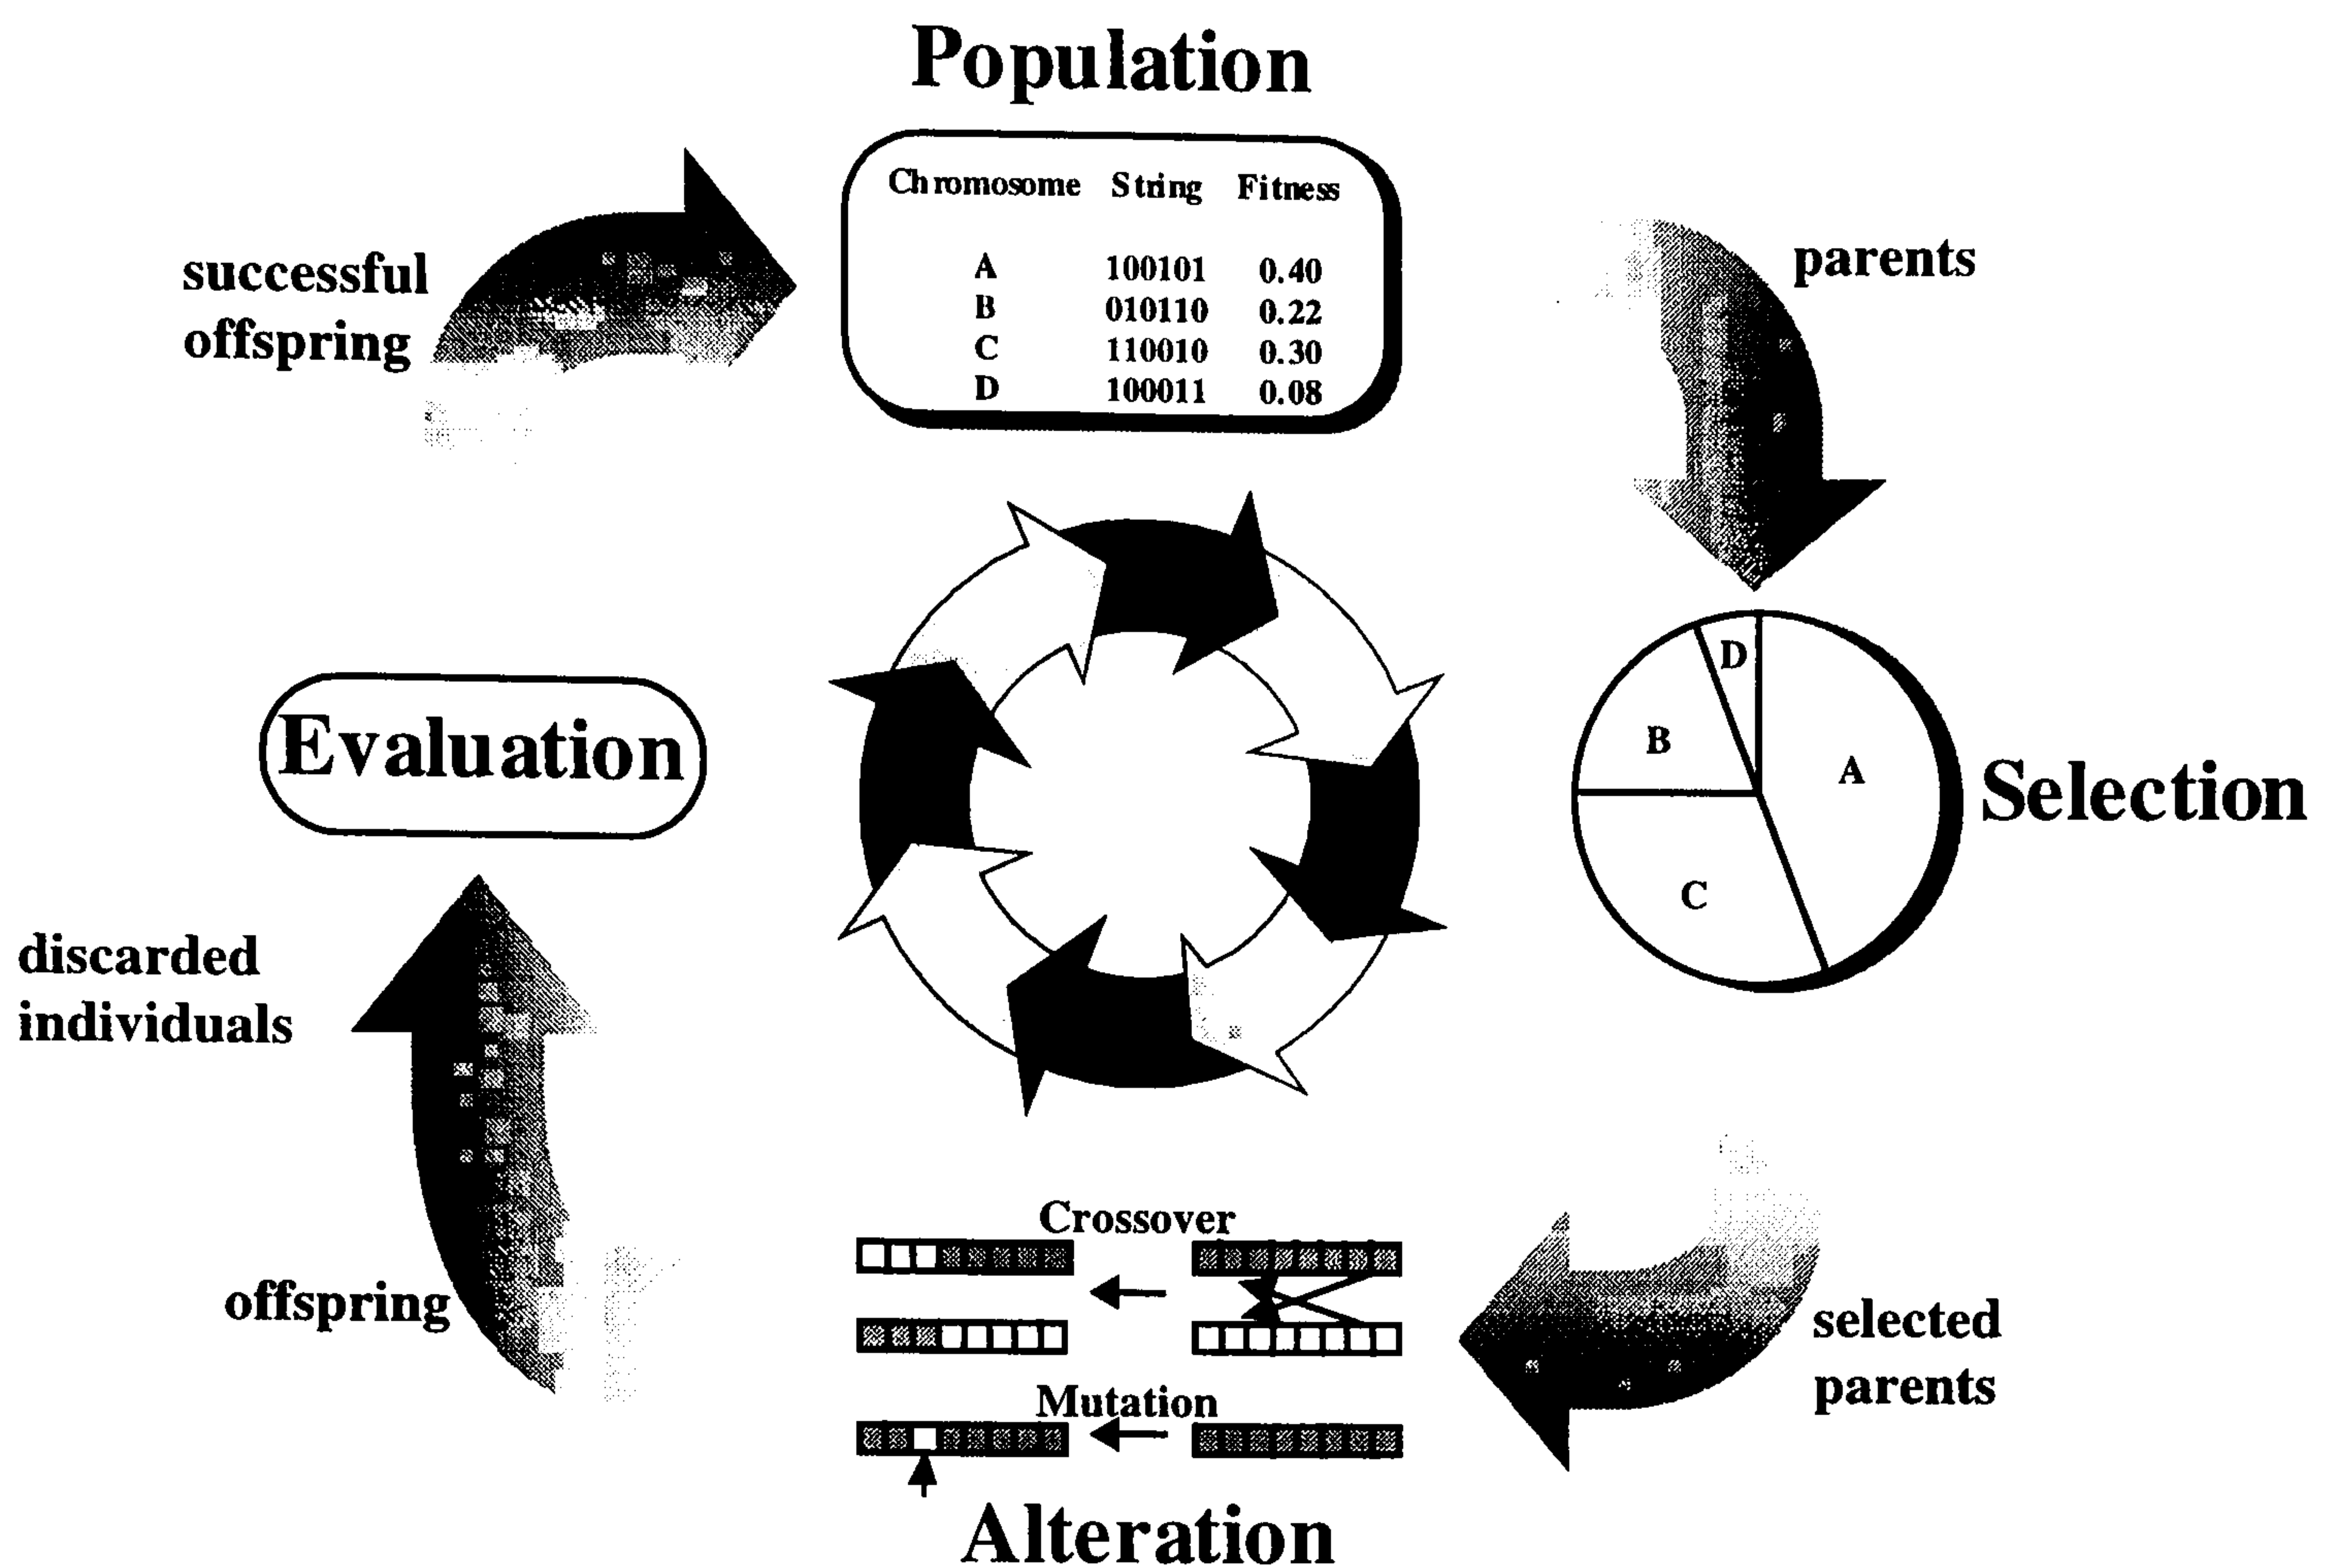 Population
Chromosome String Fitness
A 100101 0.40
B 010110 0.22
C 110010 0.30
D 100011 0.08
successful
offspring
parents
D
B
A
C
Selection
Evaluation
discarded
individuals
offspring
Crossover
Mutation
selected
parents
Alteration